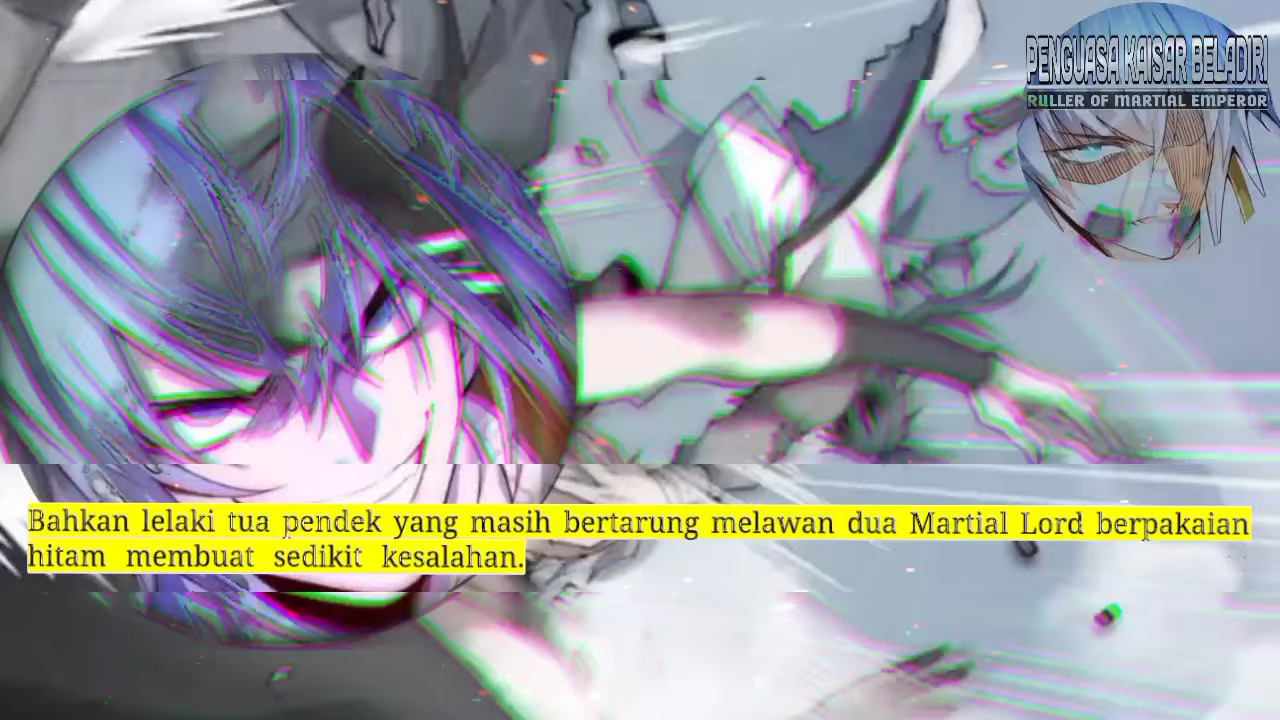 PENGUASA KAISAR BELADIRI
RULLER OF MARTIAL EMPEROR
Bahkan lelaki tua pendek yang masih bertarung melawan dua Martial Lord berpakaian
hitam membuat sedikit kesalahan.